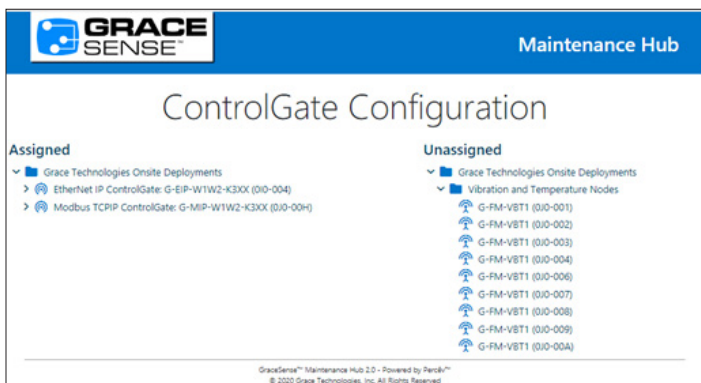 GRACE
SENSE™
Maintenance Hub
ControlGate Configuration
Assigned
Grace Technologies Onsite Deployments
EtherNet IP ControlGate: G-EIP-W1W2-K3XX (0I0-004)
Modbus TCPIP ControlGate: G-MIP-W1W2-K3XX (0J0-00H)
Unassigned
Grace Technologies Onsite Deployments
Vibration and Temperature Nodes
G-FM-VBT1 (0J0-001)
G-FM-VBT1 (0J0-002)
G-FM-VBT1 (0J0-003)
G-FM-VBT1 (0J0-004)
G-FM-VBT1 (0J0-006)
G-FM-VBT1 (0J0-007)
G-FM-VBT1 (0J0-008)
G-FM-VBT1 (0J0-009)
G-FM-VBT1 (0J0-00A)
GraceSense™ Maintenance Hub 2.0 - Powered by Percêv™
© 2020 Grace Technologies, Inc. All Rights Reserved